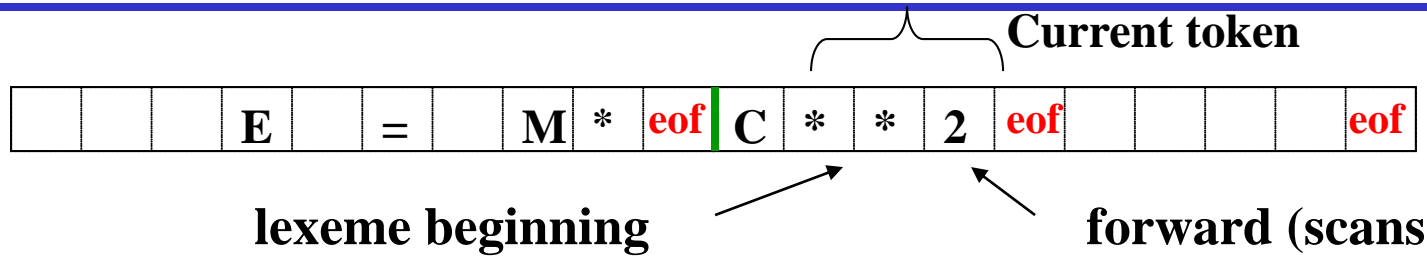 Current token
E = M * eof C * * 2 eof eof
lexeme beginning forward (scans